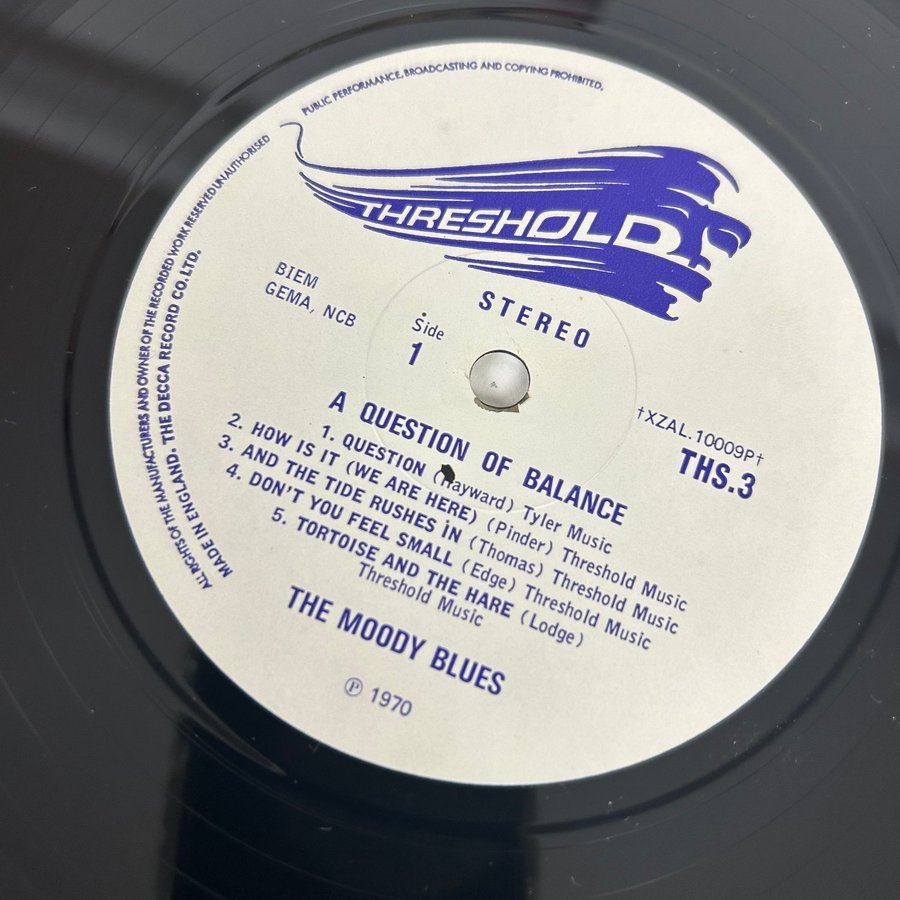 PUBLIC PERFORMANCE, BROADCASTING AND COPYING PROHIBITED.
ALL RIGHTS OF THE MANUFACTURERS AND OWNER OF THE RECORDED WORK RESERVED UNAUTHORISED
MADE IN ENGLAND. THE DECCA RECORD CO. LTD.
THRESHOLD
STEREO
BIEM
GEMA, NCB
Side
1
†XZAL.10009P†
THS.3
A QUESTION OF BALANCE
1. QUESTION (Hayward) Tyler Music
2. HOW IS IT (WE ARE HERE) (Pinder) Threshold Music
3. AND THE TIDE RUSHES IN (Thomas) Threshold Music
4. DON'T YOU FEEL SMALL (Edge) Threshold Music
5. TORTOISE AND THE HARE (Lodge)
Threshold Music
THE MOODY BLUES
Ⓟ 1970